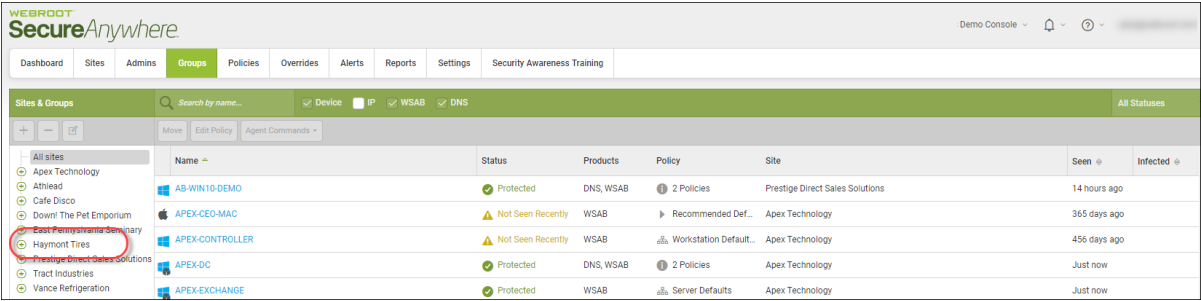 WEBROOT
SecureAnywhere
Demo Console
Dashboard Sites Admins Groups Policies Overrides Alerts Reports Settings Security Awareness Training
Sites & Groups Search by name... Device IP WSAB DNS All Statuses
Move Edit Policy Agent Commands
All sites
Apex Technology
Athlead
Cafe Disco
Down! The Pet Emporium
East Pennyslvania Seminary
Haymont Tires
Prestige Direct Sales Solutions
Tract Industries
Vance Refrigeration
Name Status Products Policy Site Seen Infected
AB-WIN10-DEMO Protected DNS, WSAB 2 Policies Prestige Direct Sales Solutions 14 hours ago
APEX-CEO-MAC Not Seen Recently WSAB Recommended Def... Apex Technology 365 days ago
APEX-CONTROLLER Not Seen Recently WSAB Workstation Default... Apex Technology 456 days ago
APEX-DC Protected DNS, WSAB 2 Policies Apex Technology Just now
APEX-EXCHANGE Protected WSAB Server Defaults Apex Technology Just now